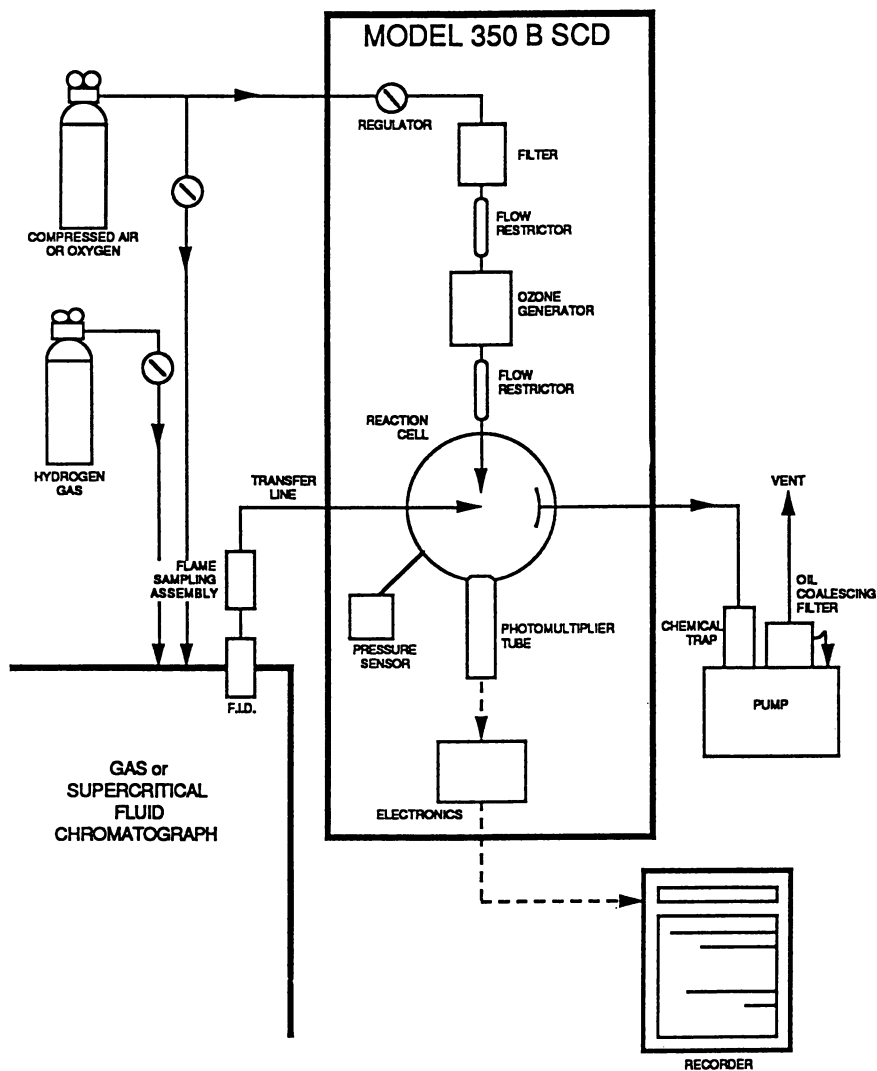 MODEL 350 B SCD
REGULATOR
FILTER
COMPRESSED AIR
OR OXYGEN
FLOW
RESTRICTOR
OZONE
GENERATOR
FLOW
RESTRICTOR
HYDROGEN
GAS
REACTION
CELL
TRANSFER
LINE
VENT
FLAME
SAMPLING
ASSEMBLY
OIL
COALESCING
FILTER
CHEMICAL
TRAP
PHOTOMULTIPLIER
TUBE
PRESSURE
SENSOR
F.I.D.
PUMP
GAS or
SUPERCRITICAL
FLUID
CHROMATOGRAPH
ELECTRONICS
RECORDER